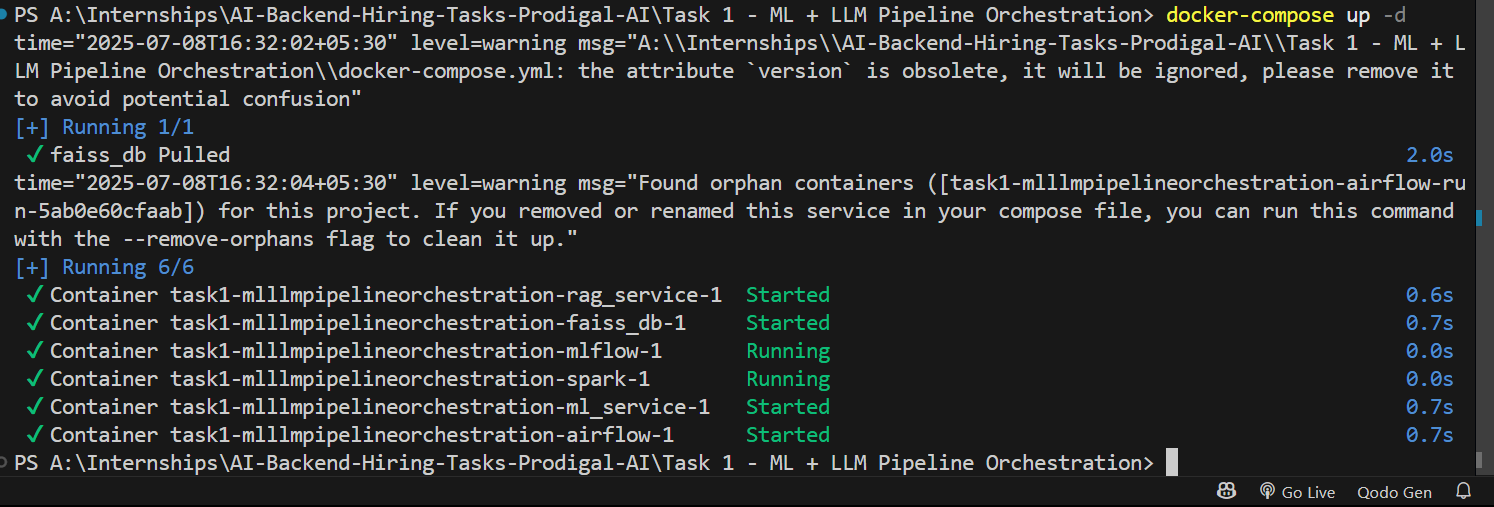 PS A:\Internships\AI-Backend-Hiring-Tasks-Prodigal-AI\Task 1 - ML + LLM Pipeline Orchestration> docker-compose up -d
time="2025-07-08T16:32:02+05:30" level=warning msg="A:\\Internships\\AI-Backend-Hiring-Tasks-Prodigal-AI\\Task 1 - ML + L
LM Pipeline Orchestration\\docker-compose.yml: the attribute `version` is obsolete, it will be ignored, please remove it
to avoid potential confusion"
[+] Running 1/1
✓ faiss_db Pulled 2.0s
time="2025-07-08T16:32:04+05:30" level=warning msg="Found orphan containers ([task1-mlllmpipelineorchestration-airflow-ru
n-5ab0e60cfaab]) for this project. If you removed or renamed this service in your compose file, you can run this command
with the --remove-orphans flag to clean it up."
[+] Running 6/6
✓ Container task1-mlllmpipelineorchestration-rag_service-1 Started 0.6s
✓ Container task1-mlllmpipelineorchestration-faiss_db-1 Started 0.7s
✓ Container task1-mlllmpipelineorchestration-mlflow-1 Running 0.0s
✓ Container task1-mlllmpipelineorchestration-spark-1 Running 0.0s
✓ Container task1-mlllmpipelineorchestration-ml_service-1 Started 0.7s
✓ Container task1-mlllmpipelineorchestration-airflow-1 Started 0.7s
PS A:\Internships\AI-Backend-Hiring-Tasks-Prodigal-AI\Task 1 - ML + LLM Pipeline Orchestration>
Go Live Qodo Gen